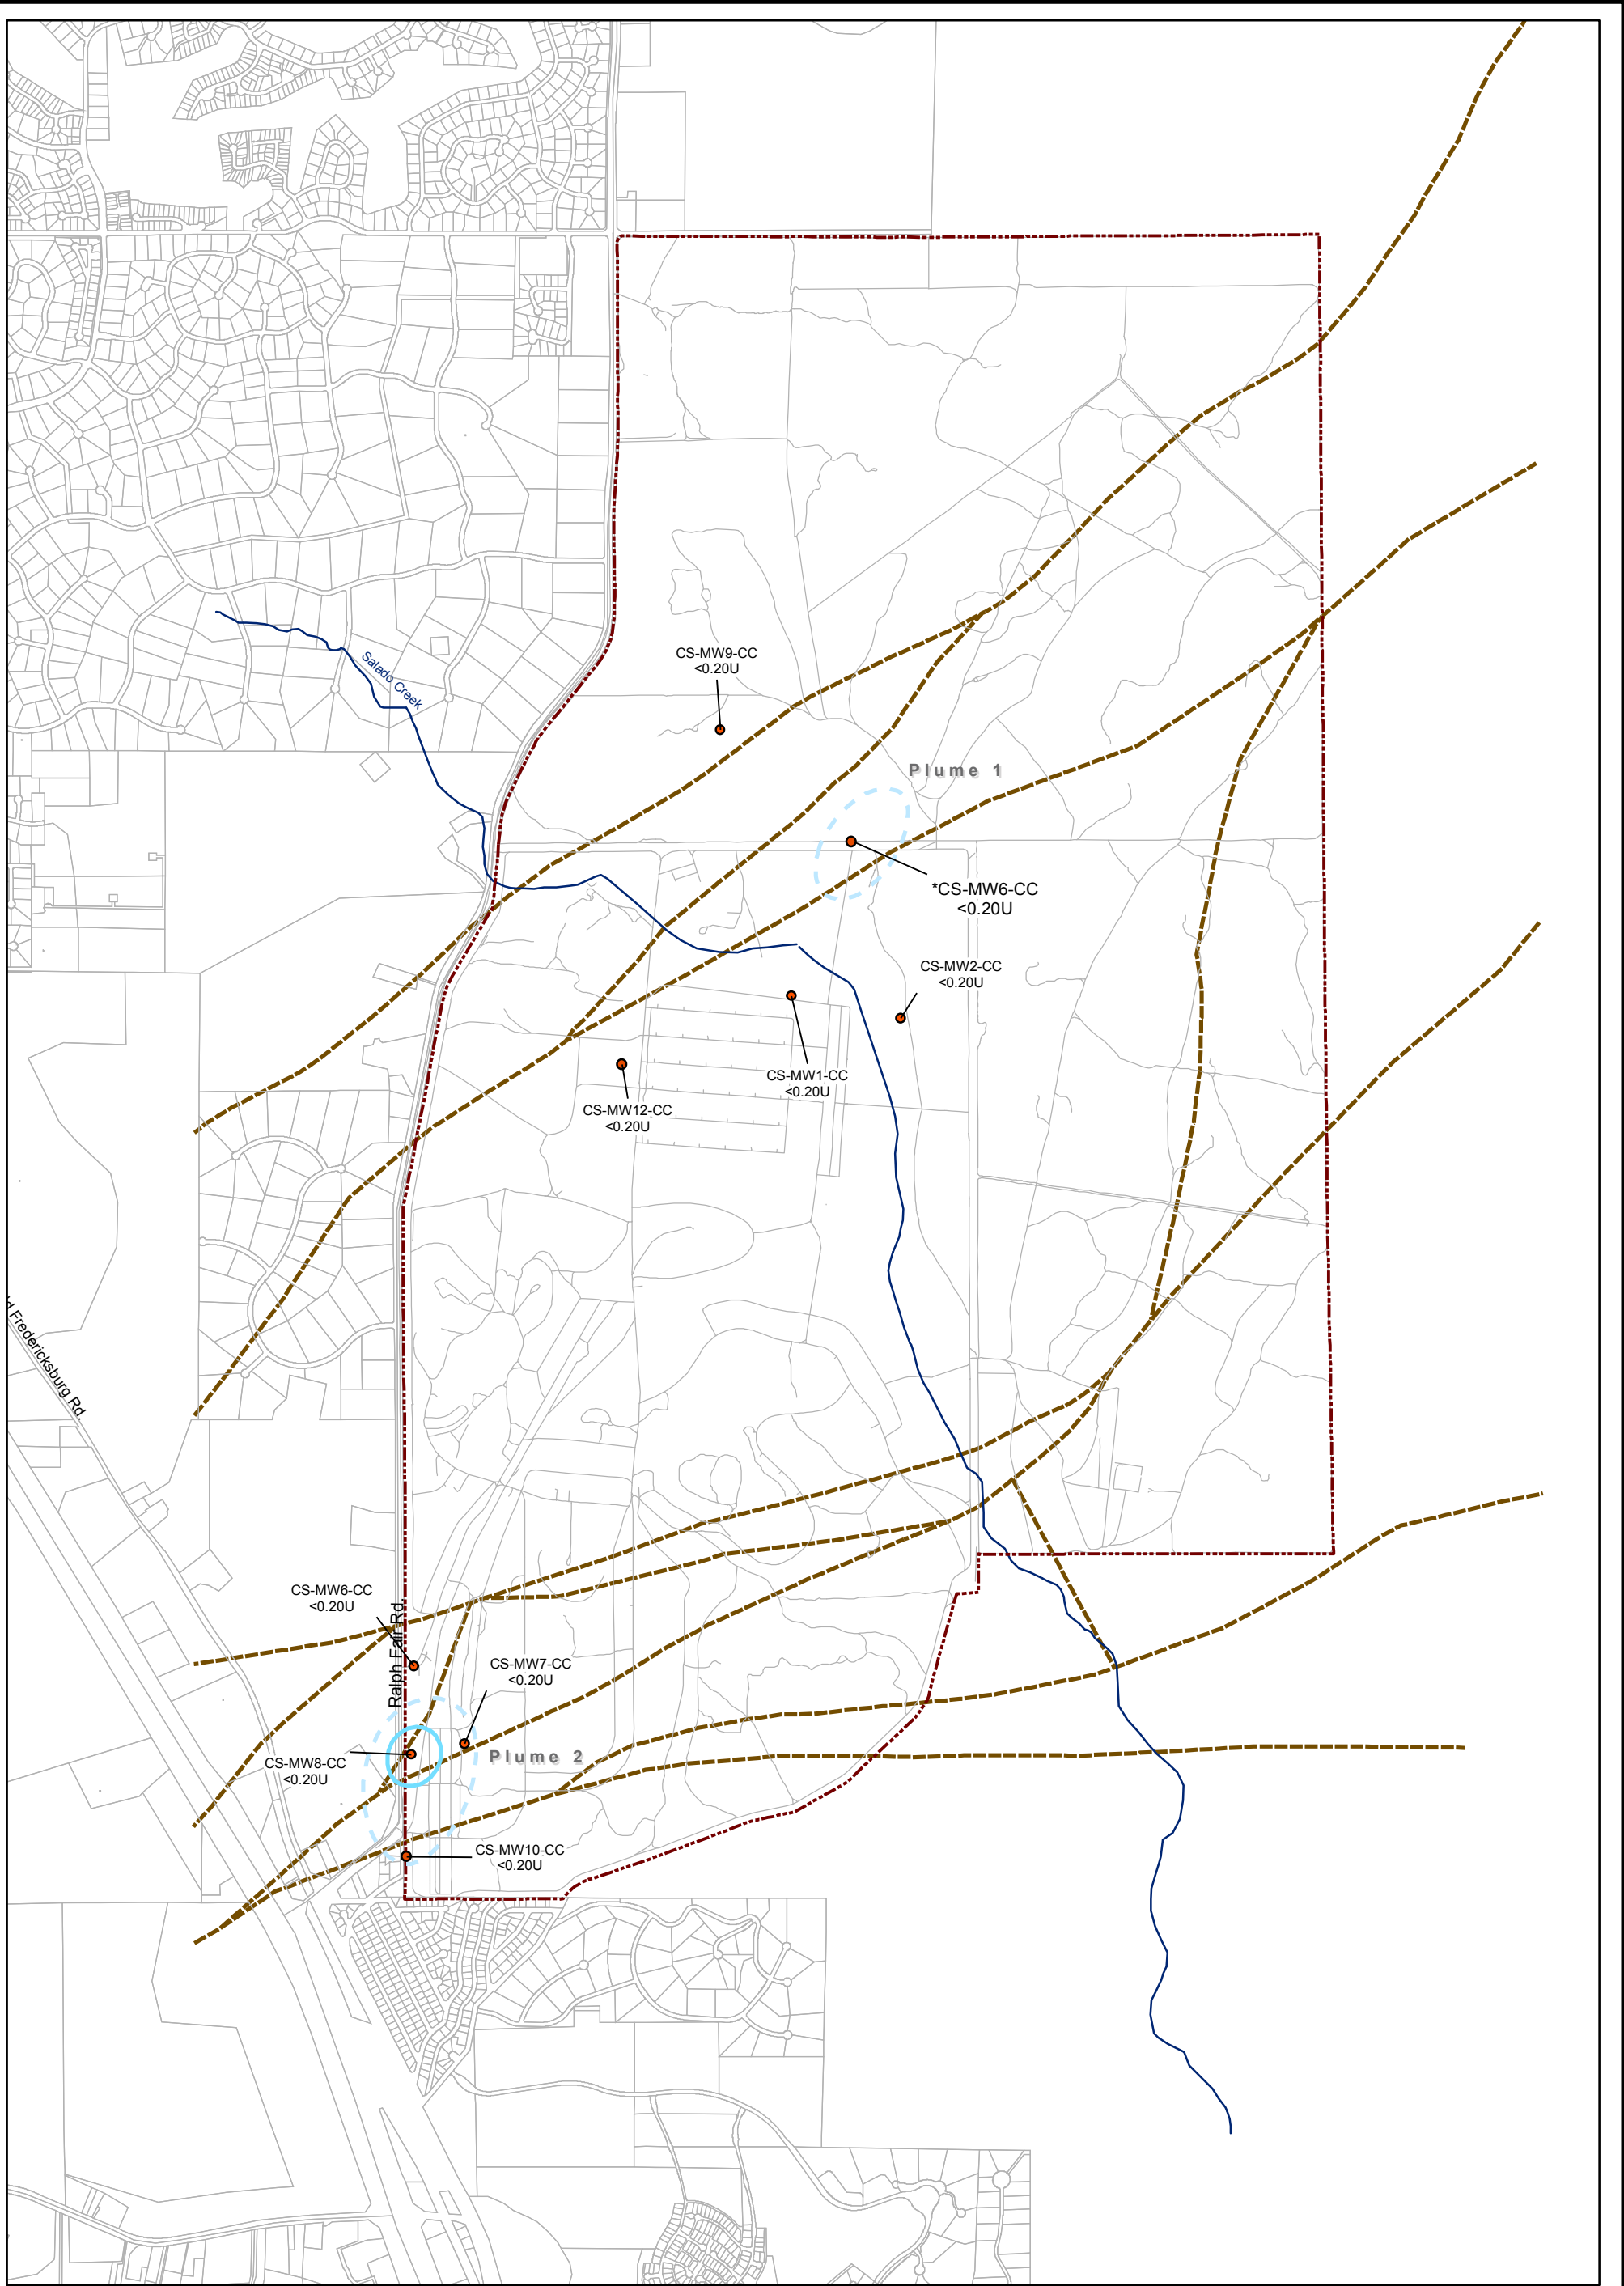 CS-MW9-CC
<0.20U
Salado Creek
Plume 1
*CS-MW6-CC
<0.20U
CS-MW2-CC
<0.20U
CS-MW1-CC
<0.20U
CS-MW12-CC
<0.20U
ld Fredericksburg Rd.
CS-MW6-CC
<0.20U
Ralph Fair Rd.
CS-MW7-CC
<0.20U
Plume 2
CS-MW8-CC
<0.20U
CS-MW10-CC
<0.20U